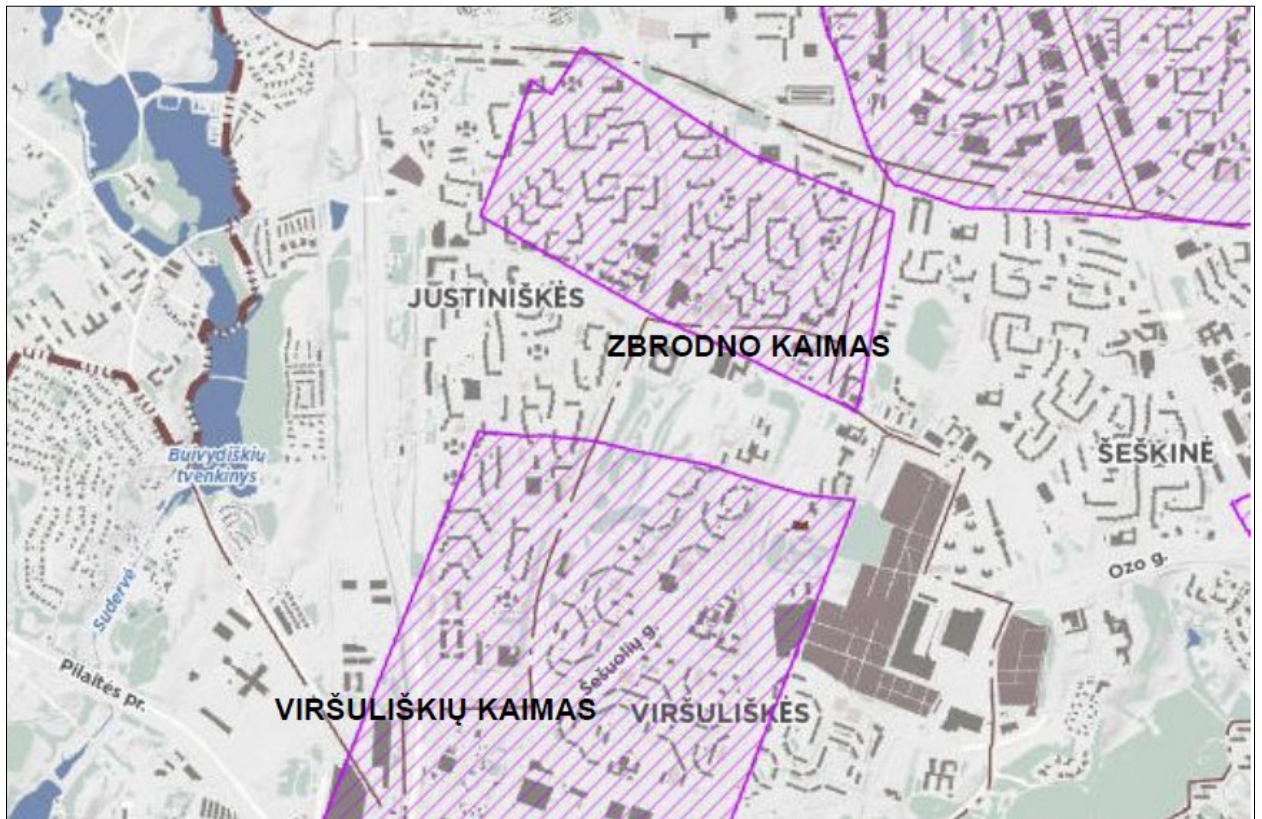 JUSTINIŠKĖS
ZBRODNO KAIMAS
ŠEŠKINĖ
Buivydiškių
tvenkinys
Ozo g.
Sudervė
Pilaitės pr.
Šešuolių g.
VIRŠULIŠKIŲ KAIMAS
VIRŠULIŠKĖS